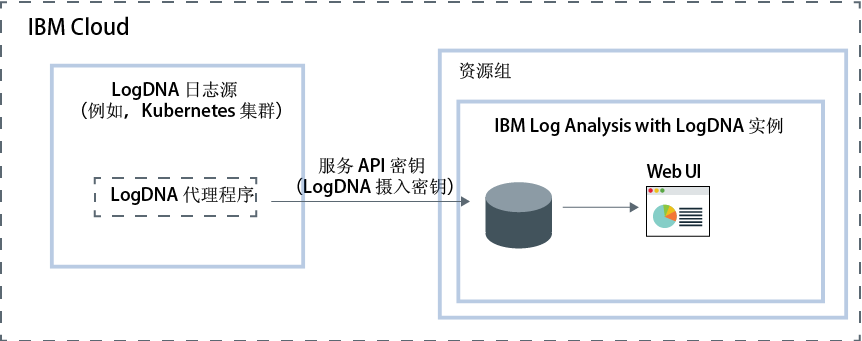 IBM Cloud
LogDNA 日志源
（例如，Kubernetes 集群）
LogDNA 代理程序
服务 API 密钥
（LogDNA 摄入密钥）
资源组
IBM Log Analysis with LogDNA 实例
Web UI